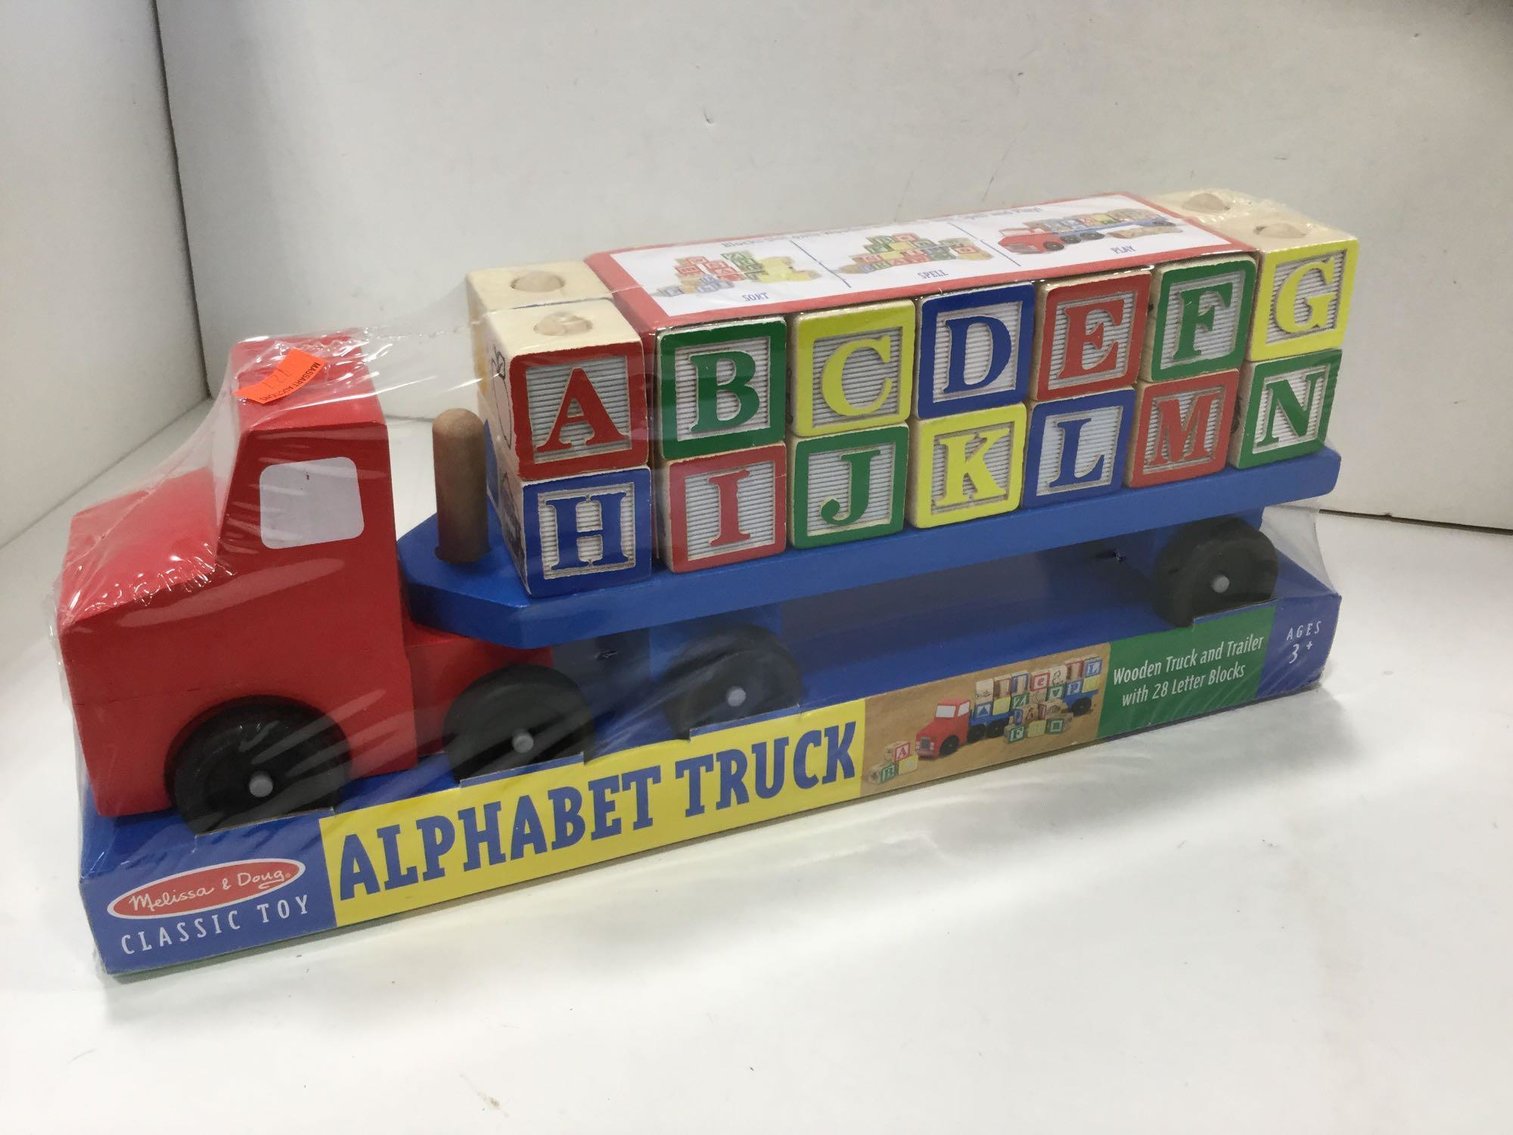 SORT
SPELL
PLAY
A B C D E F G
H I J K L M N
Melissa & Doug®
CLASSIC TOY
ALPHABET TRUCK
Wooden Truck and Trailer
with 28 Letter Blocks
AGES
3+